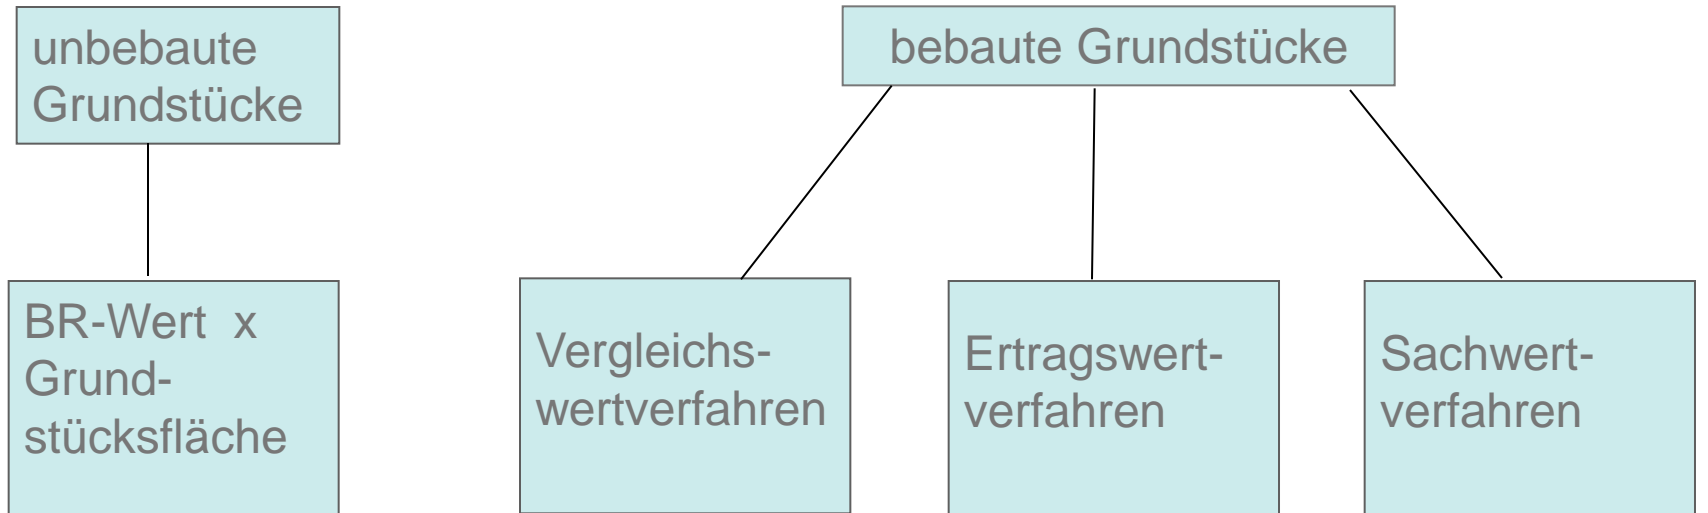 unbebaute
Grundstücke
bebaute Grundstücke
BR-Wert x
Grund-
stücksfläche
Vergleichs-
wertverfahren
Ertragswert-
verfahren
Sachwert-
verfahren